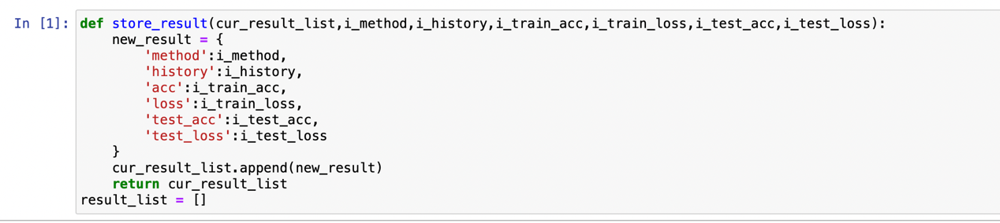 In [1]: def store_result(cur_result_list,i_method,i_history,i_train_acc,i_train_loss,i_test_acc,i_test_loss):
    new_result = {
        'method':i_method,
        'history':i_history,
        'acc':i_train_acc,
        'loss':i_train_loss,
        'test_acc':i_test_acc,
        'test_loss':i_test_loss
    }
    cur_result_list.append(new_result)
    return cur_result_list
result_list = []